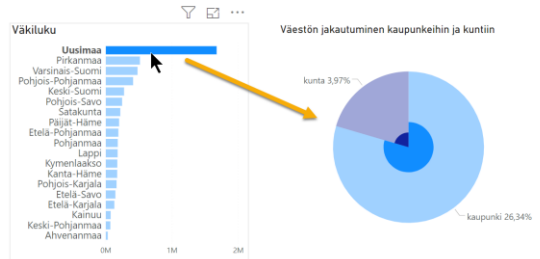 Väkiluku
Uusimaa
Pirkanmaa
Varsinais-Suomi
Pohjois-Pohjanmaa
Keski-Suomi
Pohjois-Savo
Satakunta
Päijät-Häme
Etelä-Pohjanmaa
Pohjanmaa
Lappi
Kymenlaakso
Kanta-Häme
Pohjois-Karjala
Etelä-Savo
Etelä-Karjala
Kainuu
Keski-Pohjanmaa
Ahvenanmaa
0M 1M 2M
Väestön jakautuminen kaupunkeihin ja kuntiin
kunta 3,97%
kaupunki 26,34%